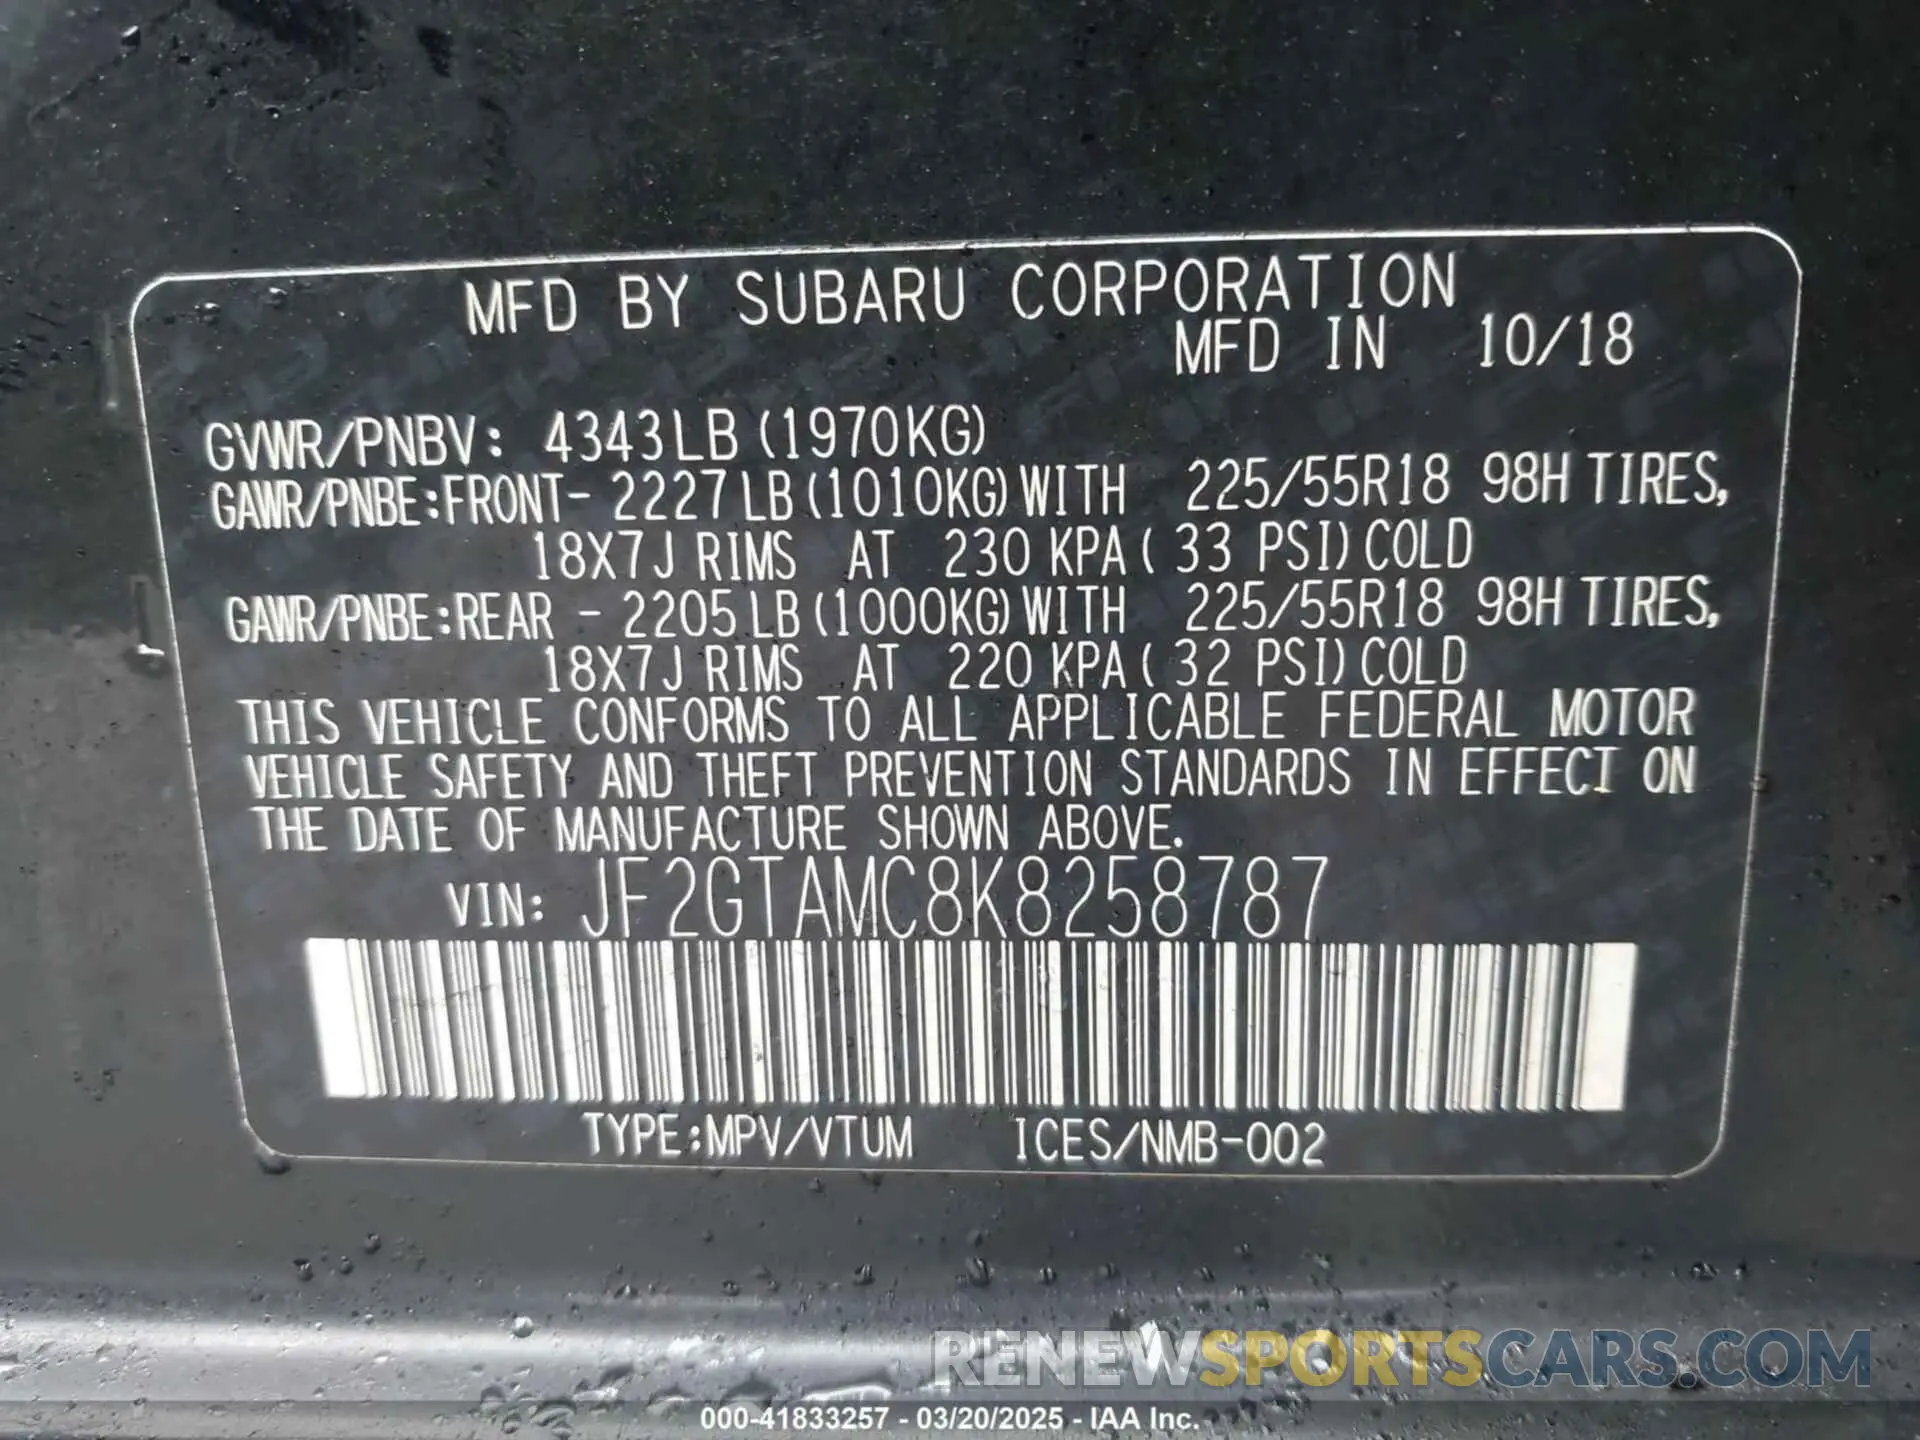 MFD BY SUBARU CORPORATION
MFD IN 10/18
GVWR/PNBV: 4343LB (1970KG)
GAWR/PNBE:FRONT- 2227LB (1010KG) WITH 225/55R18 98H TIRES,
18X7J RIMS AT 230 KPA ( 33 PSI) COLD
GAWR/PNBE:REAR - 2205LB (1000KG) WITH 225/55R18 98H TIRES,
18X7J RIMS AT 220 KPA ( 32 PSI) COLD
THIS VEHICLE CONFORMS TO ALL APPLICABLE FEDERAL MOTOR
VEHICLE SAFETY AND THEFT PREVENTION STANDARDS IN EFFECT ON
THE DATE OF MANUFACTURE SHOWN ABOVE.
VIN: JF2GTAMC8K8258787
TYPE:MPV/VTUM ICES/NMB-002
RENEWSPORTSCARS.COM
000-41833257 - 03/20/2025 - IAA Inc.